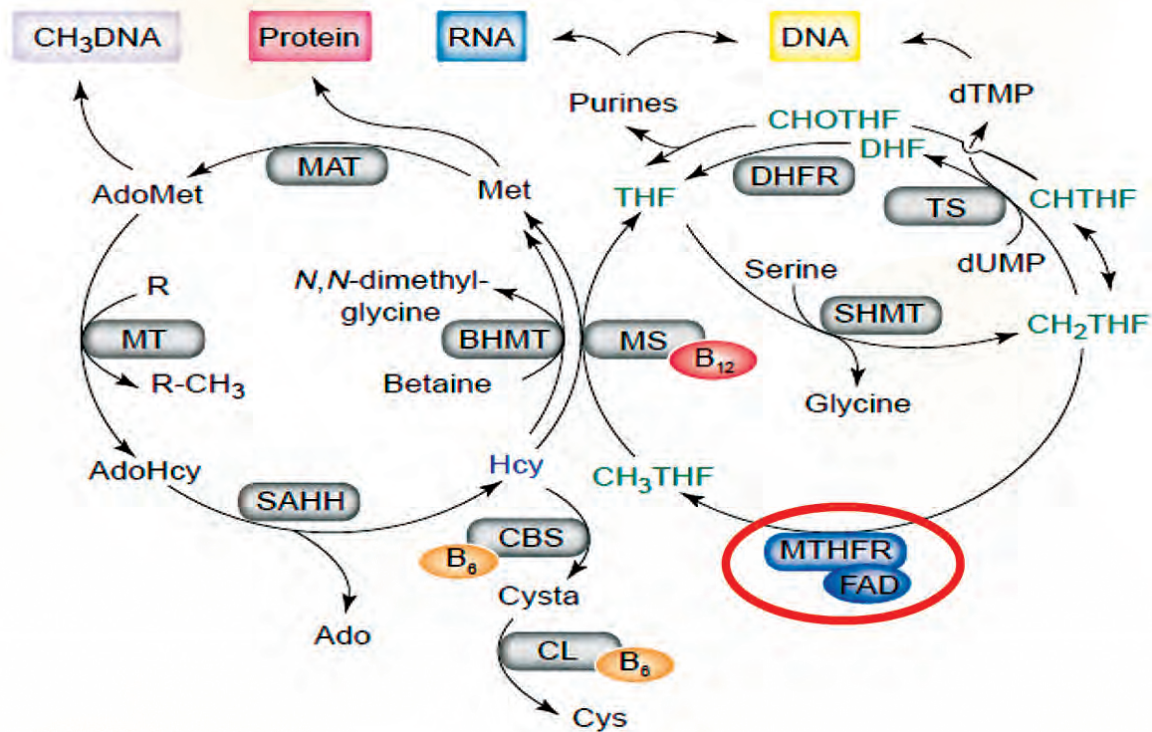 CH₃DNA
Protein
RNA
DNA
Purines
dTMP
CHOTHF
DHF
MAT
DHFR
AdoMet
Met
THF
TS
CHTHF
R
N,N-dimethyl-
glycine
Serine
dUMP
MT
BHMT
MS
B₁₂
SHMT
CH₂THF
R-CH₃
Betaine
Glycine
AdoHcy
Hcy
CH₃THF
SAHH
CBS
B₆
MTHFR
FAD
Cysta
Ado
CL
B₆
Cys